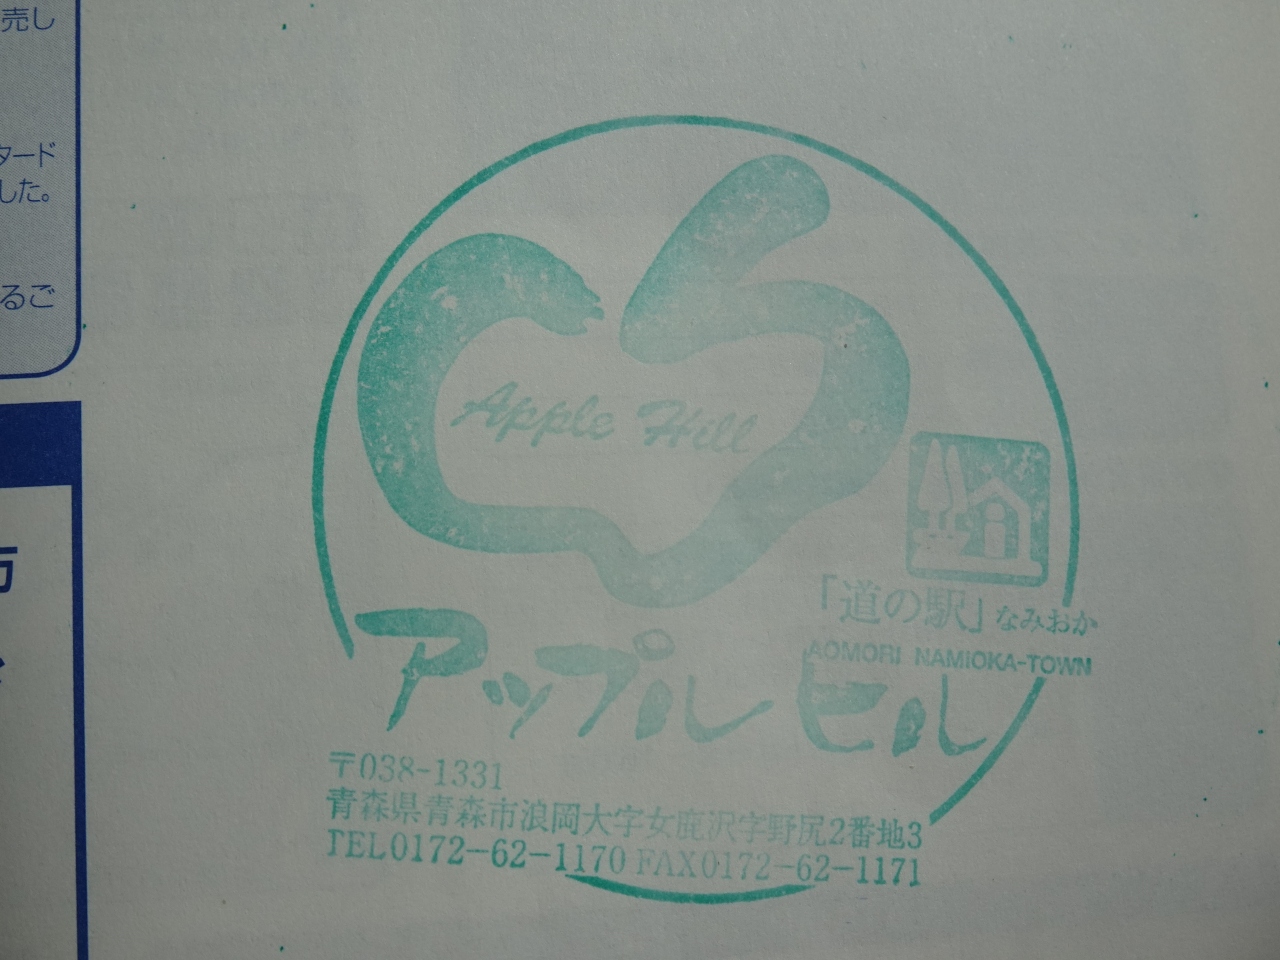 売し
タード
した。
るご
Apple Hill
「道の駅」なみおか
AOMORI NAMIOKA-TOWN
アップルヒル
〒038-1331
青森県青森市浪岡大字女鹿沢字野尻2番地3
TEL0172-62-1170 FAX0172-62-1171